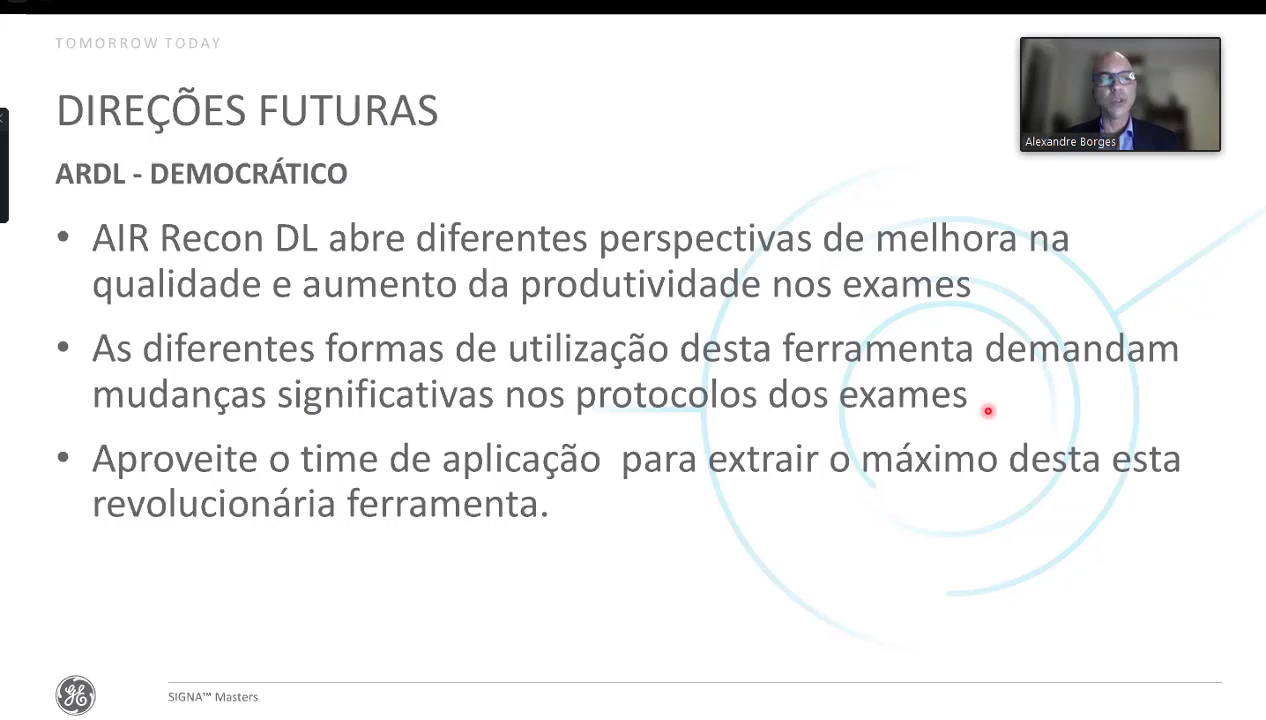 TOMORROW TODAY
DIREÇÕES FUTURAS
Alexandre Borges
ARDL - DEMOCRÁTICO
• AIR Recon DL abre diferentes perspectivas de melhora na
qualidade e aumento da produtividade nos exames
• As diferentes formas de utilização desta ferramenta demandam
mudanças significativas nos protocolos dos exames
• Aproveite o time de aplicação  para extrair o máximo desta esta
revolucionária ferramenta.
GE
SIGNA™ Masters